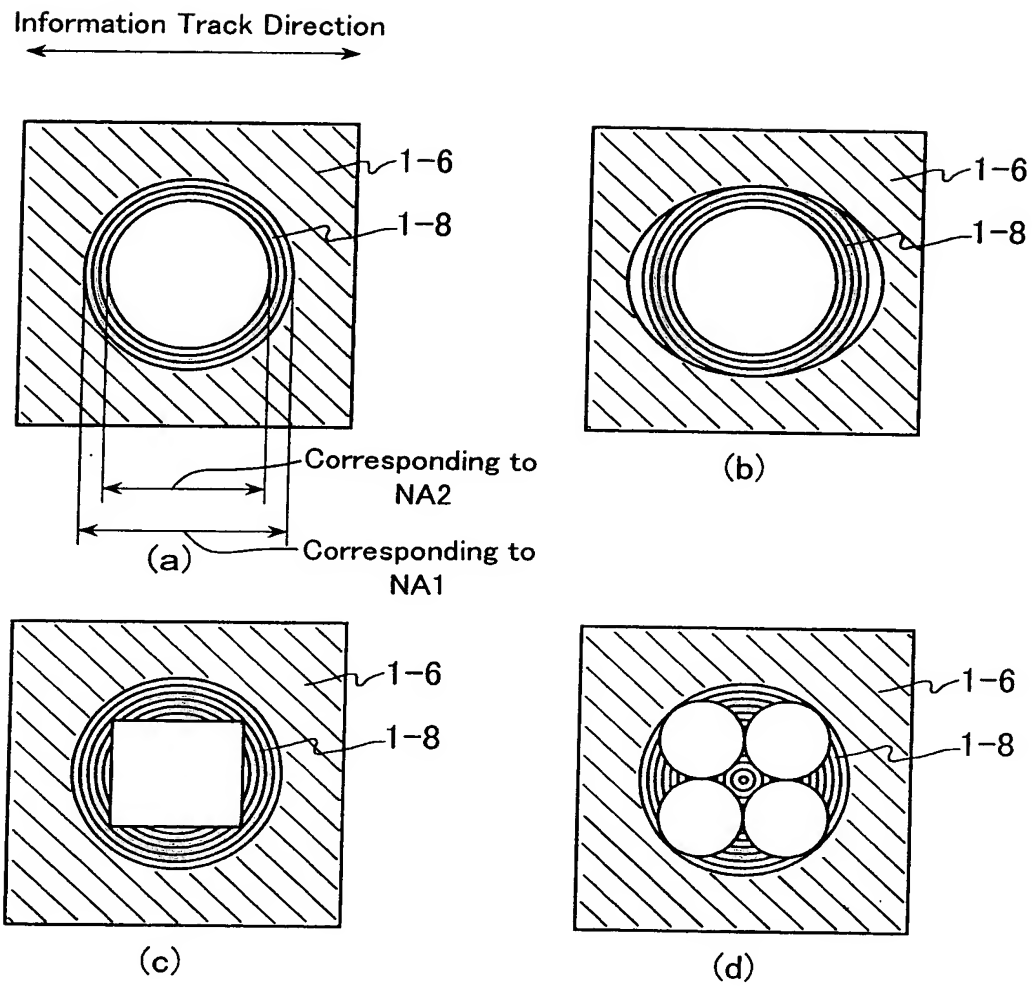 Information Track Direction
1-6
1-8
1-6
1-8
Corresponding to
NA2
(b)
(a)
Corresponding to
NA1
1-6
1-8
1-6
1-8
(c)
(d)